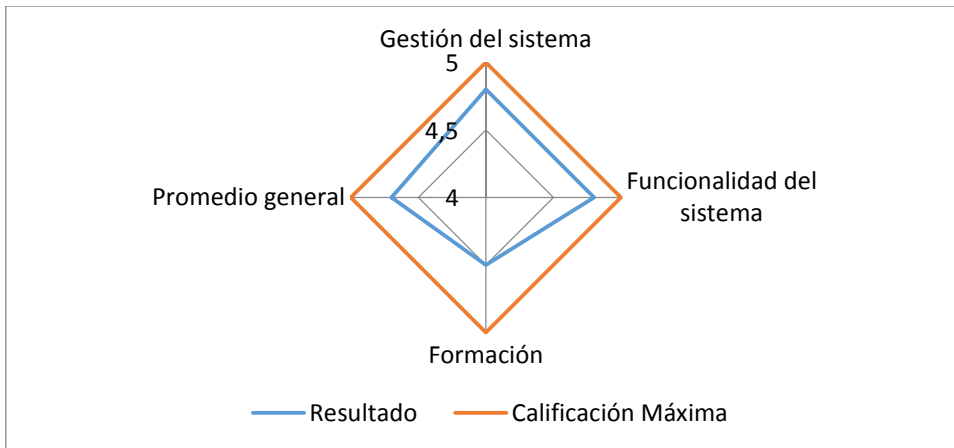 Gestión del sistema
5
4,5
4
Promedio general
Funcionalidad del
sistema
Formación
Resultado
Calificación Máxima